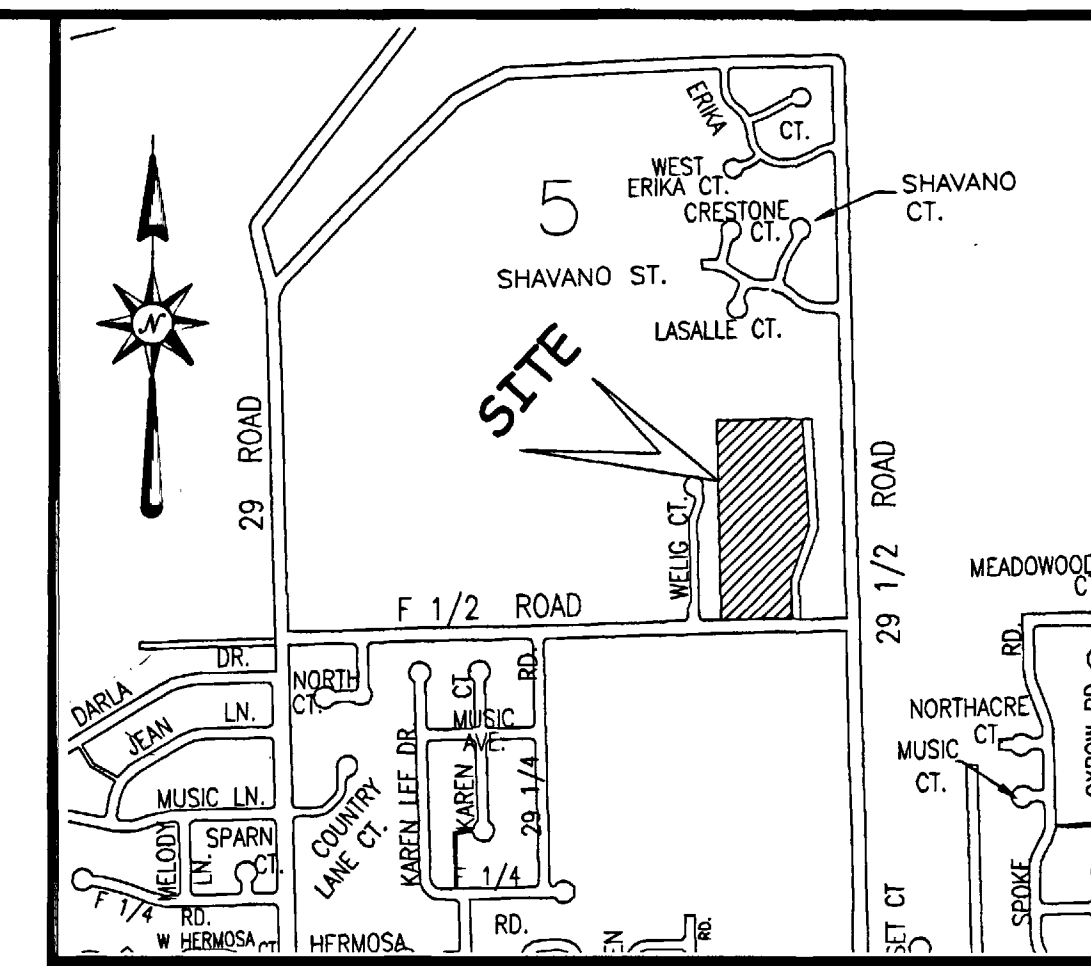 ERIKA
CT.
WEST
ERIKA CT.
5
CRESTONE
CT.
SHAVANO
CT.
SHAVANO ST.
LASALLE CT.
N
SITE
29 ROAD
29 1/2 ROAD
WELIG CT.
F 1/2 ROAD
MEADOWOOD
DR.
DARLA
NORTH
CT.
CT
RD.
RD.
JEAN
LN.
MUSIC
AVE.
NORTHACRE
CT
MUSIC
CT.
MUSIC LN.
COUNTRY
LANE CT.
KAREN LEE DR
KAREN
29 1/4
MELODY
LN.
SPARN
CT.
F 1/4
RD.
F 1/4
RD.
RD.
SPOKE
W HERMOSA CT
HERMOSA